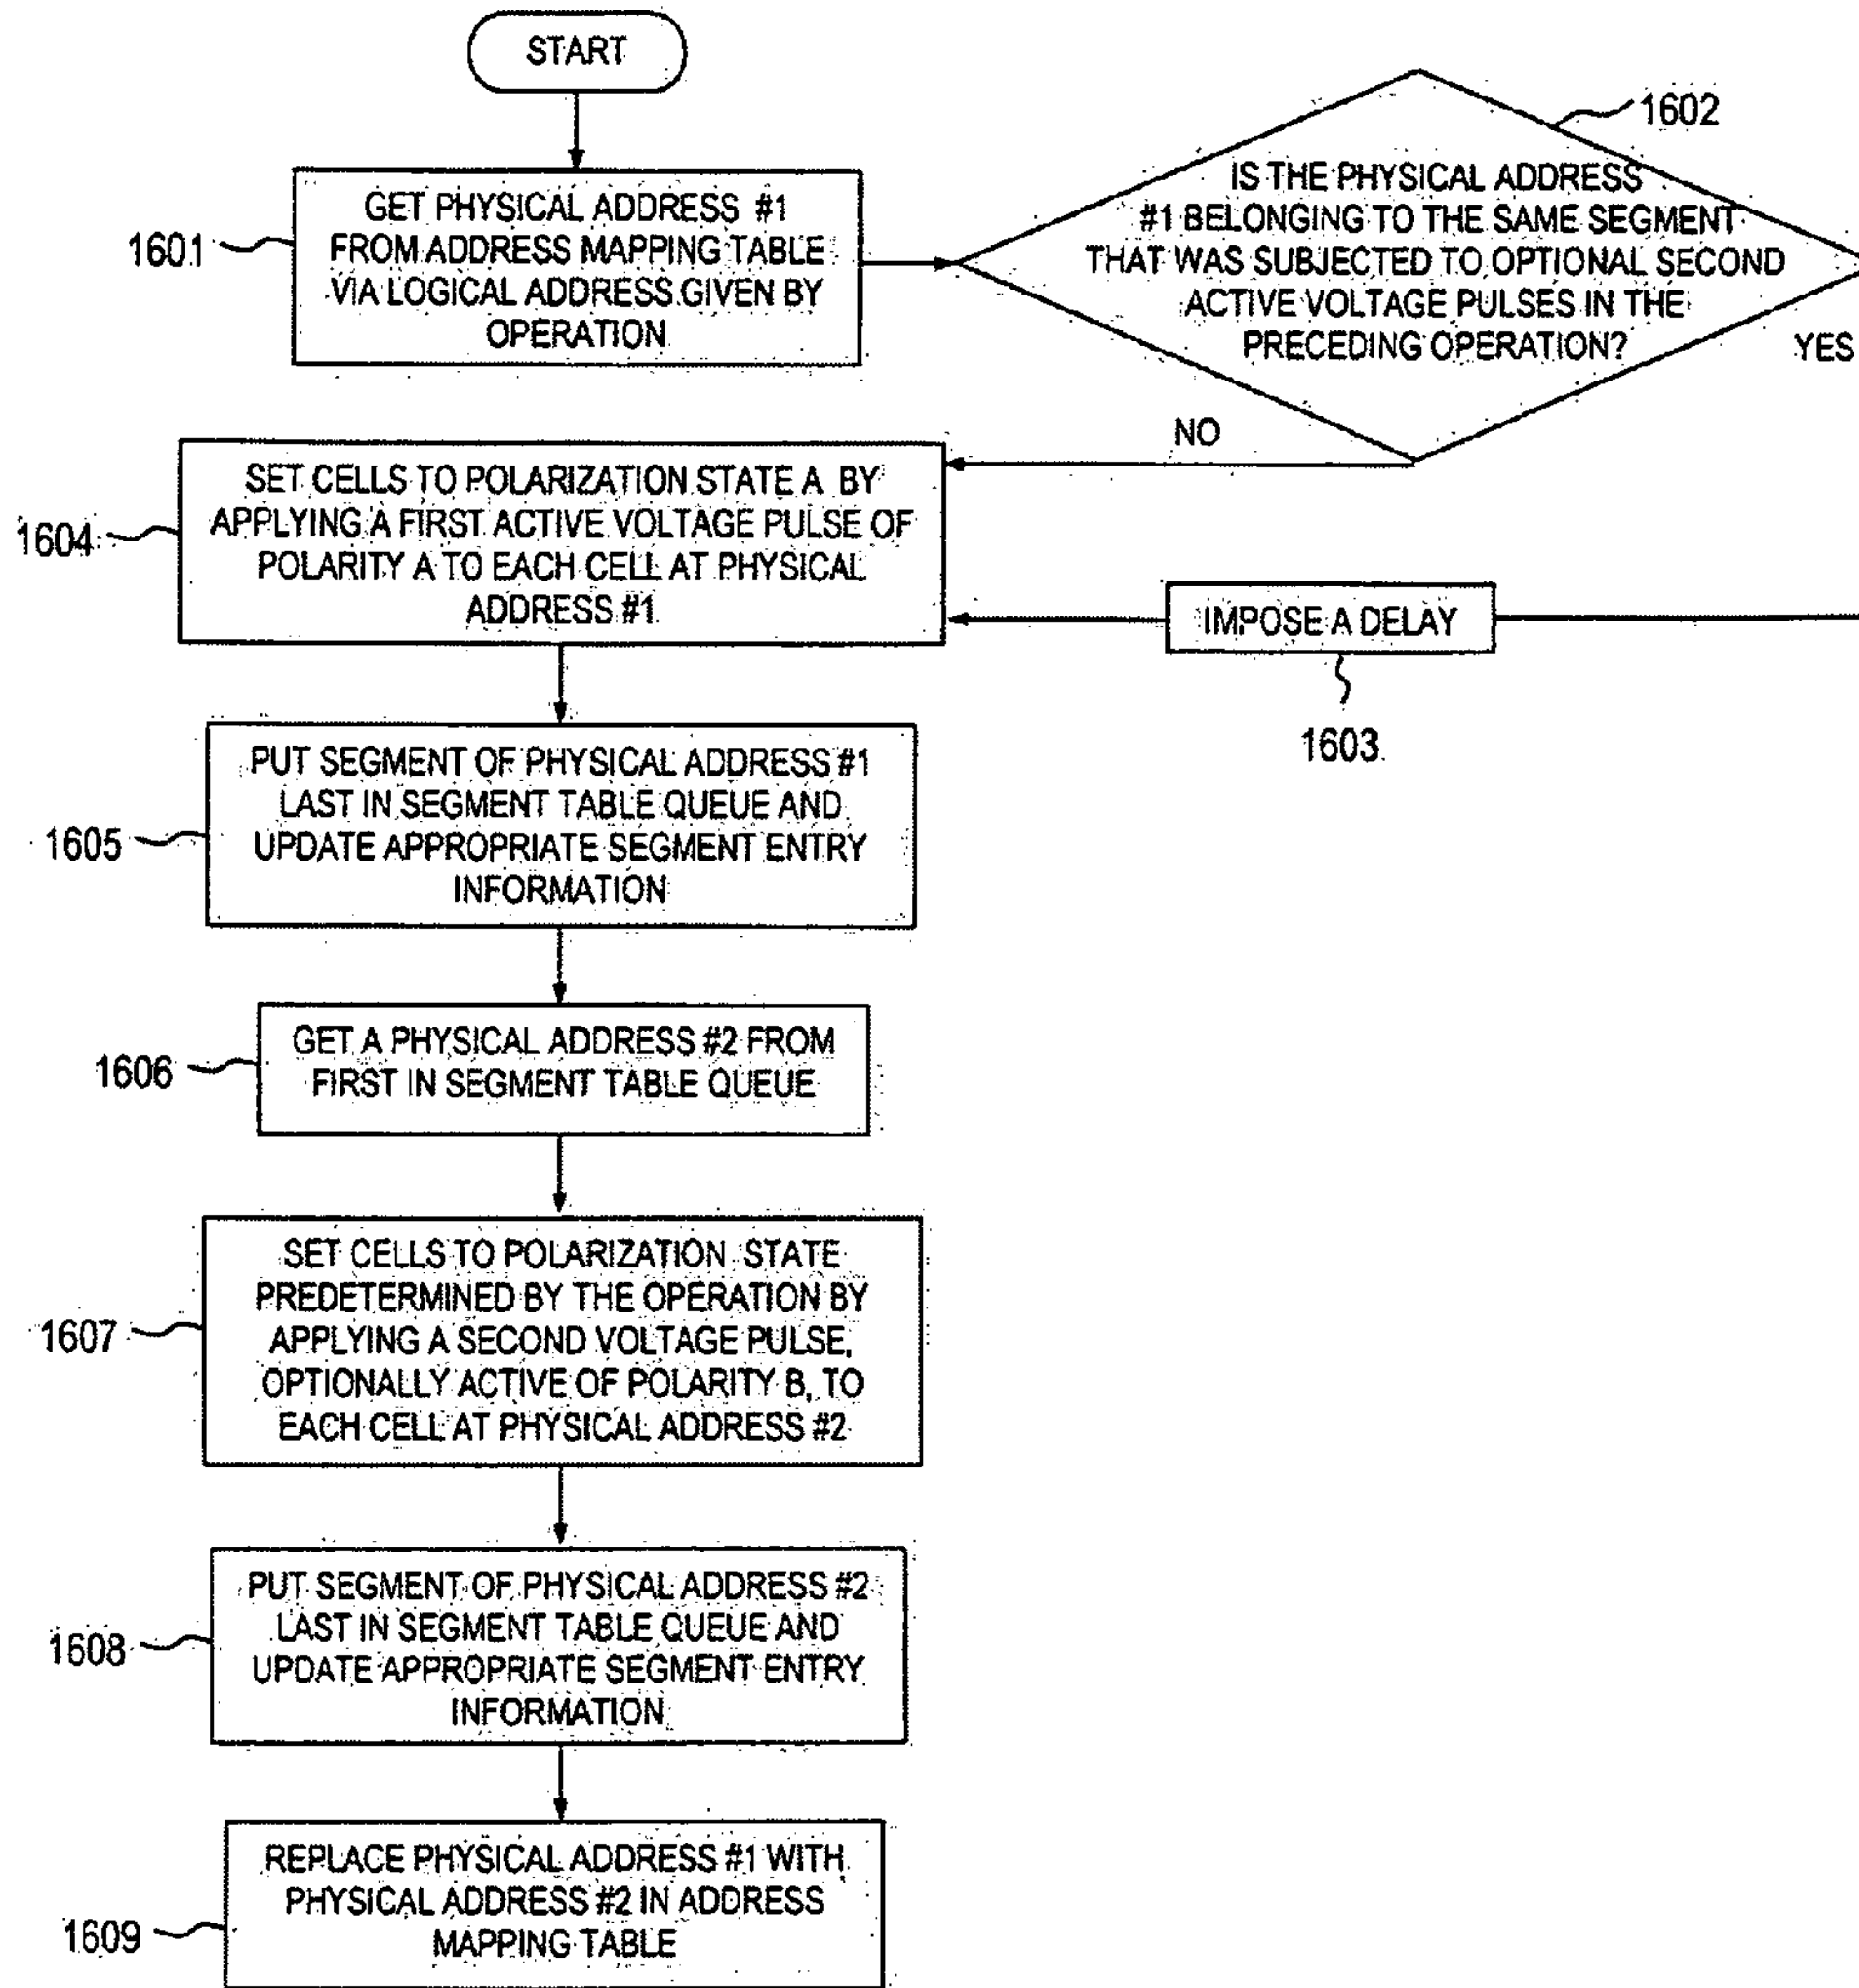 START
1601
GET PHYSICAL ADDRESS #1
FROM ADDRESS MAPPING TABLE
VIA LOGICAL ADDRESS GIVEN BY
OPERATION
1602
IS THE PHYSICAL ADDRESS
#1 BELONGING TO THE SAME SEGMENT
THAT WAS SUBJECTED TO OPTIONAL SECOND
ACTIVE VOLTAGE PULSES IN THE
PRECEDING OPERATION?
YES
NO
1604
SET CELLS TO POLARIZATION STATE A BY
APPLYING A FIRST ACTIVE VOLTAGE PULSE OF
POLARITY A TO EACH CELL AT PHYSICAL
ADDRESS #1
IMPOSE A DELAY
1603
1605
PUT SEGMENT OF PHYSICAL ADDRESS #1
LAST IN SEGMENT TABLE QUEUE AND
UPDATE APPROPRIATE SEGMENT ENTRY
INFORMATION
1606
GET A PHYSICAL ADDRESS #2 FROM
FIRST IN SEGMENT TABLE QUEUE
1607
SET CELLS TO POLARIZATION STATE
PREDETERMINED BY THE OPERATION BY
APPLYING A SECOND VOLTAGE PULSE,
OPTIONALLY ACTIVE OF POLARITY B, TO
EACH CELL AT PHYSICAL ADDRESS #2
1608
PUT SEGMENT OF PHYSICAL ADDRESS #2
LAST IN SEGMENT TABLE QUEUE AND
UPDATE APPROPRIATE SEGMENT ENTRY
INFORMATION
1609
REPLACE PHYSICAL ADDRESS #1 WITH
PHYSICAL ADDRESS #2 IN ADDRESS
MAPPING TABLE